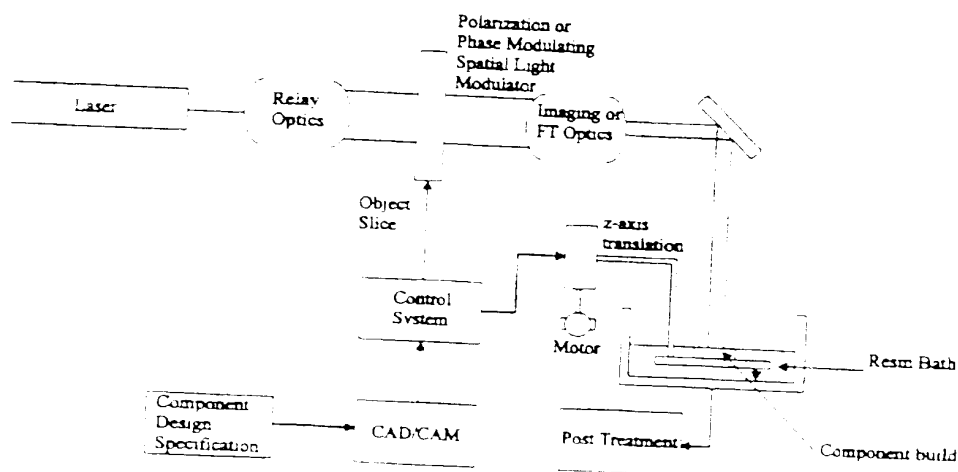 Polarization or
Phase Modulating
Spatial Light
Modulator
Laser
Relay
Optics
Imaging or
FT Optics
Object
Slice
z-axis
translation
Control
System
Motor
Resin Bath
Component
Design
Specification
CAD/CAM
Post Treatment
Component build